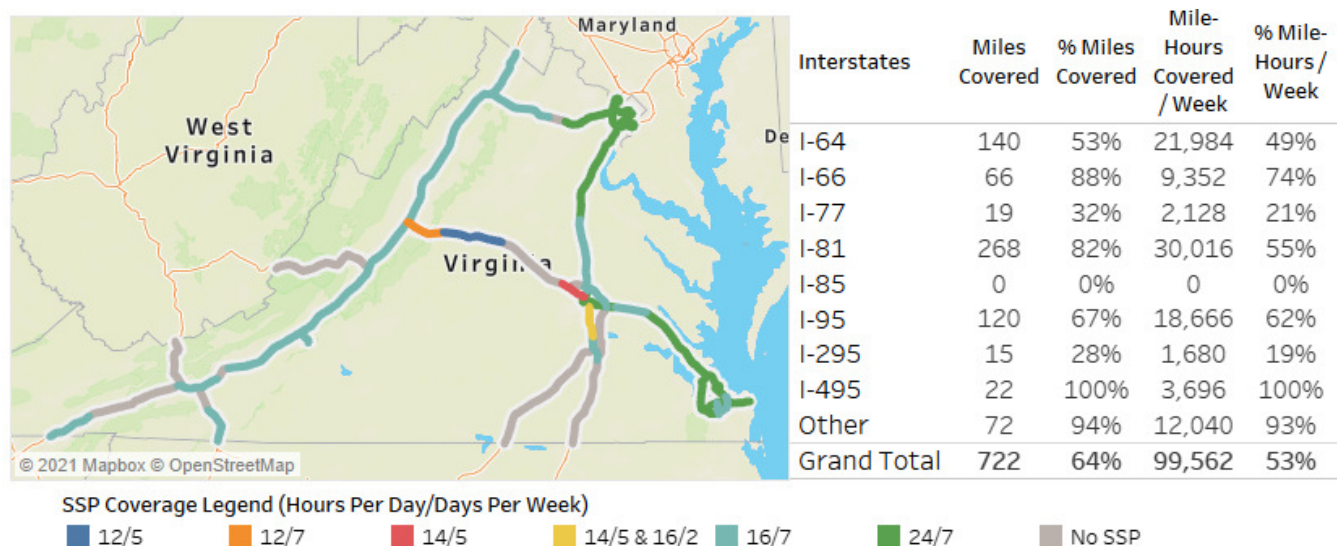 Maryland
West
Virginia
De
Virginia
© 2021 Mapbox © OpenStreetMap
Interstates Miles Covered % Miles Covered Mile-Hours Covered / Week % Mile-Hours / Week
I-64 140 53% 21,984 49%
I-66 66 88% 9,352 74%
I-77 19 32% 2,128 21%
I-81 268 82% 30,016 55%
I-85 0 0% 0 0%
I-95 120 67% 18,666 62%
I-295 15 28% 1,680 19%
I-495 22 100% 3,696 100%
Other 72 94% 12,040 93%
Grand Total 722 64% 99,562 53%
SSP Coverage Legend (Hours Per Day/Days Per Week)
12/5 12/7 14/5 14/5 & 16/2 16/7 24/7 No SSP